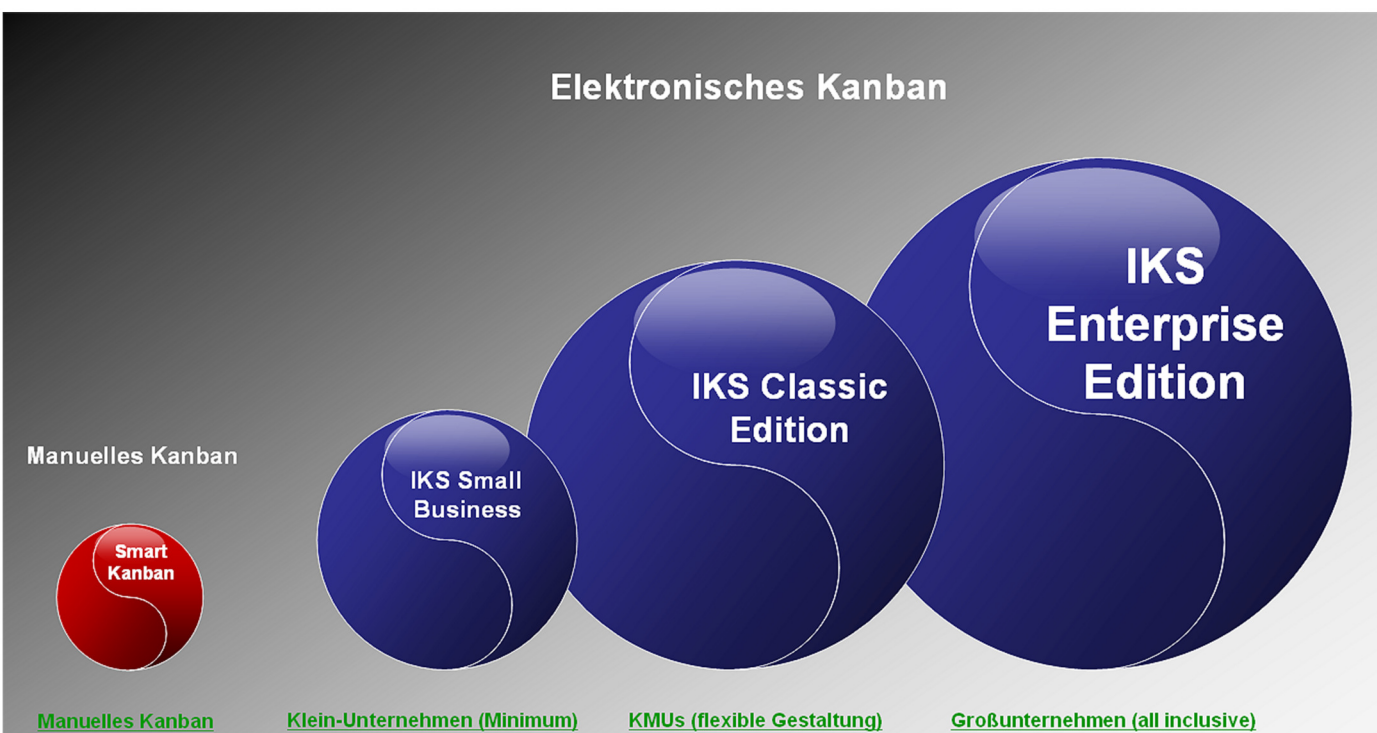 Elektronisches Kanban
IKS
Enterprise
Edition
IKS Classic
Edition
Manuelles Kanban
IKS Small
Business
Smart
Kanban
Manuelles Kanban
Klein-Unternehmen (Minimum)
KMUs (flexible Gestaltung)
Großunternehmen (all inclusive)